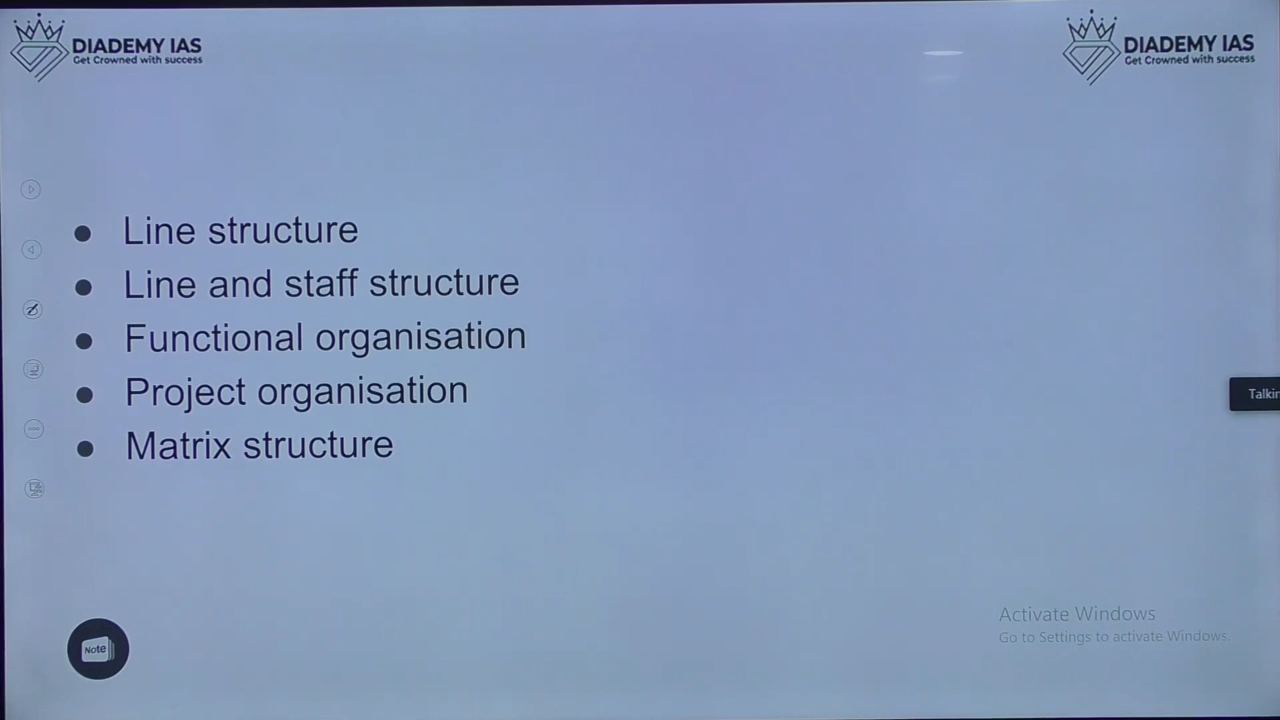 DIADEMY IAS
Get Crowned with success
DIADEMY IAS
Get Crowned with success
Line structure
Line and staff structure
Functional organisation
Project organisation
Matrix structure
Talkin
Note
Activate Windows
Go to Settings to activate Windows.